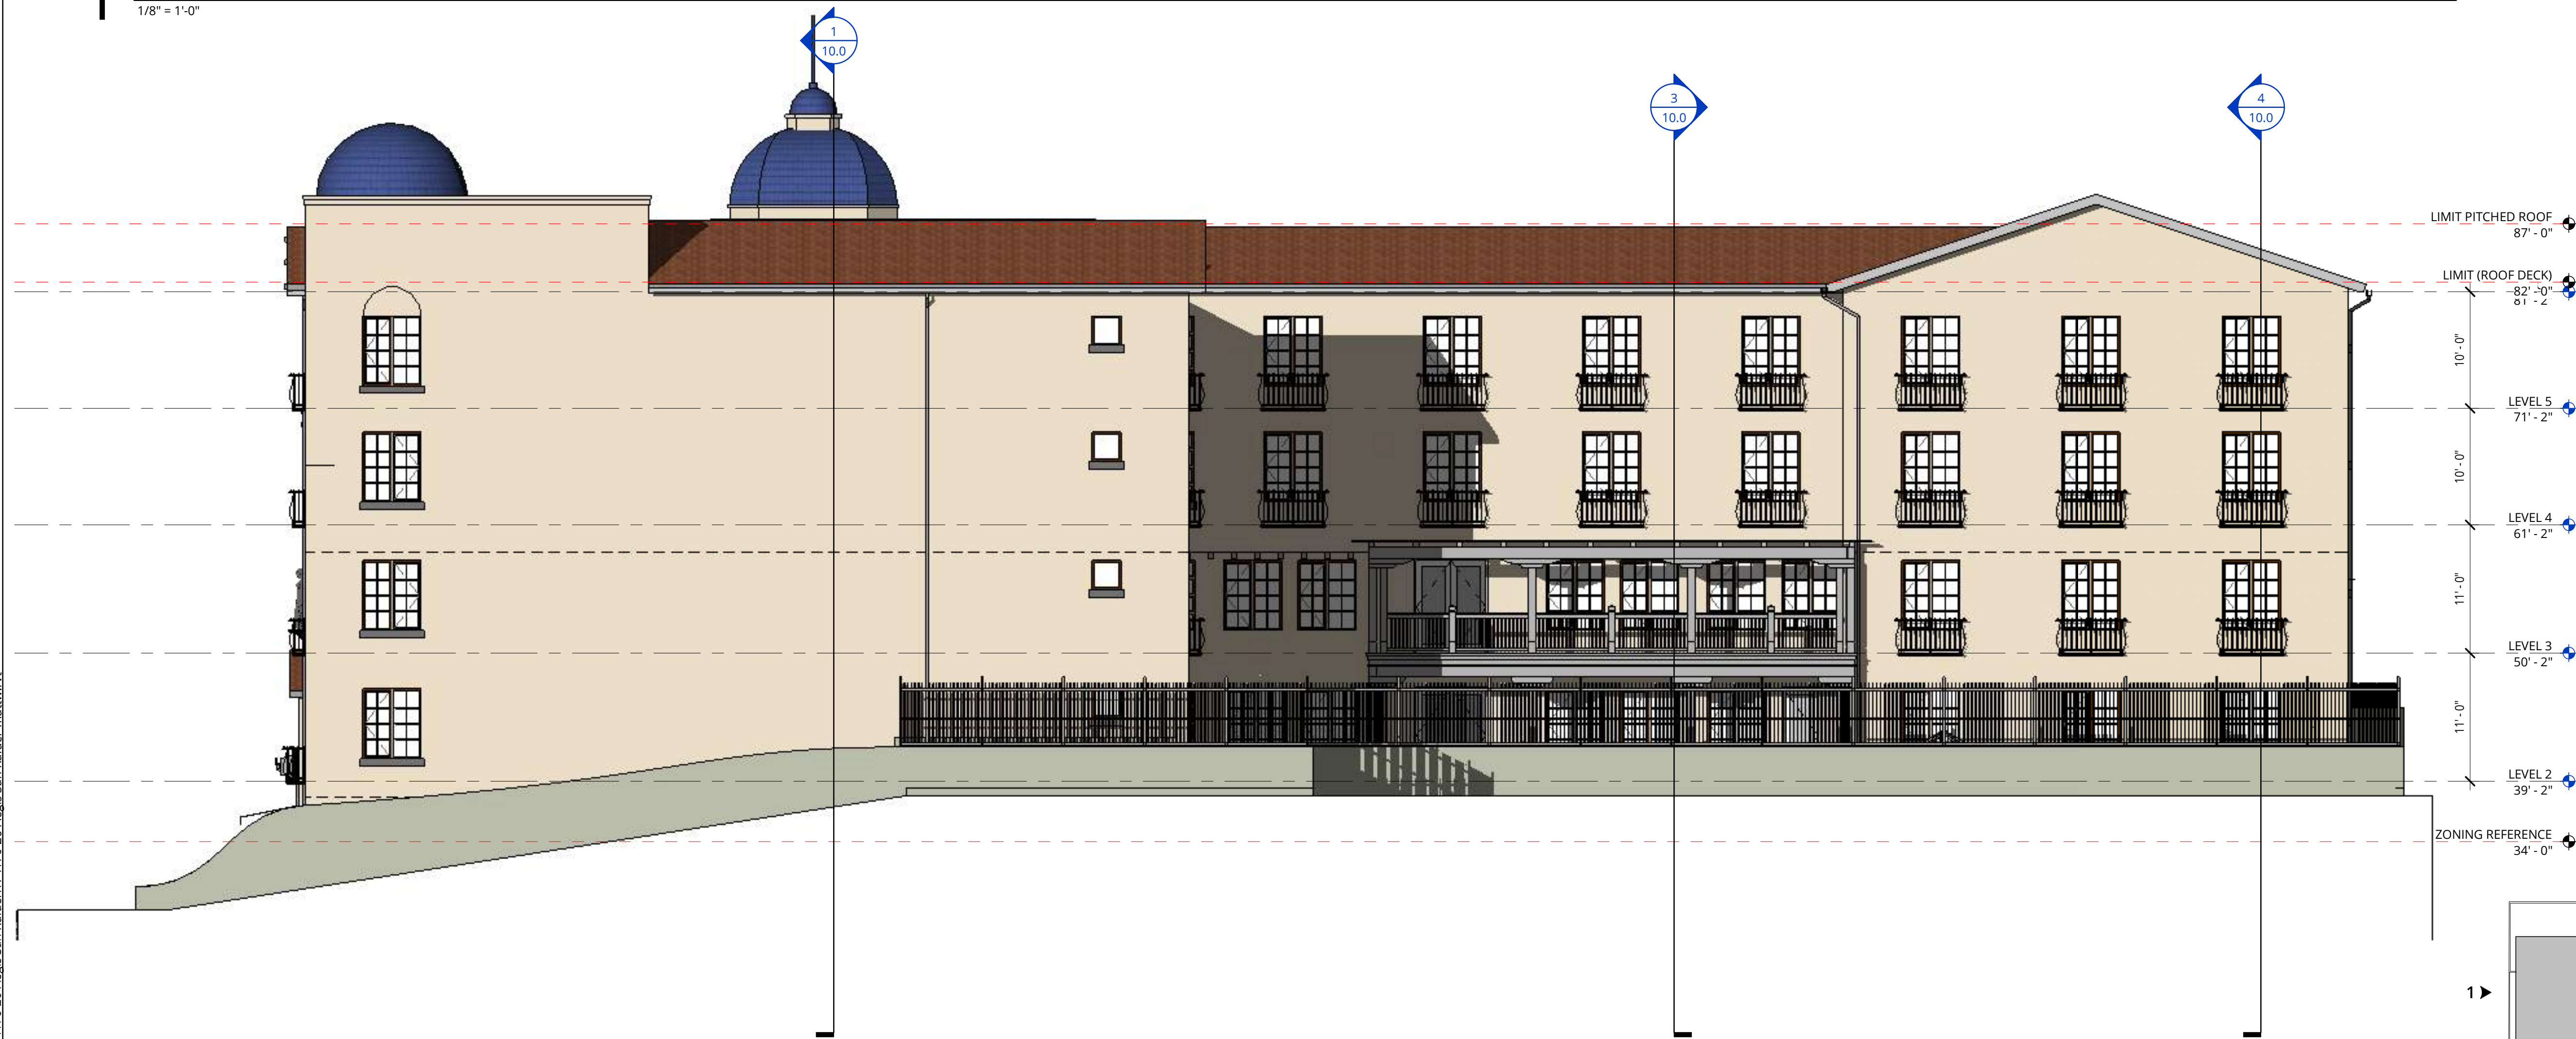 1/8" = 1'-0"
1
10.0
3
10.0
4
10.0
LIMIT PITCHED ROOF
87' - 0"
LIMIT (ROOF DECK)
82' - 0"
81' - 2"
10' - 0"
LEVEL 5
71' - 2"
10' - 0"
LEVEL 4
61' - 2"
11' - 0"
LEVEL 3
50' - 2"
11' - 0"
LEVEL 2
39' - 2"
ZONING REFERENCE
34' - 0"
1